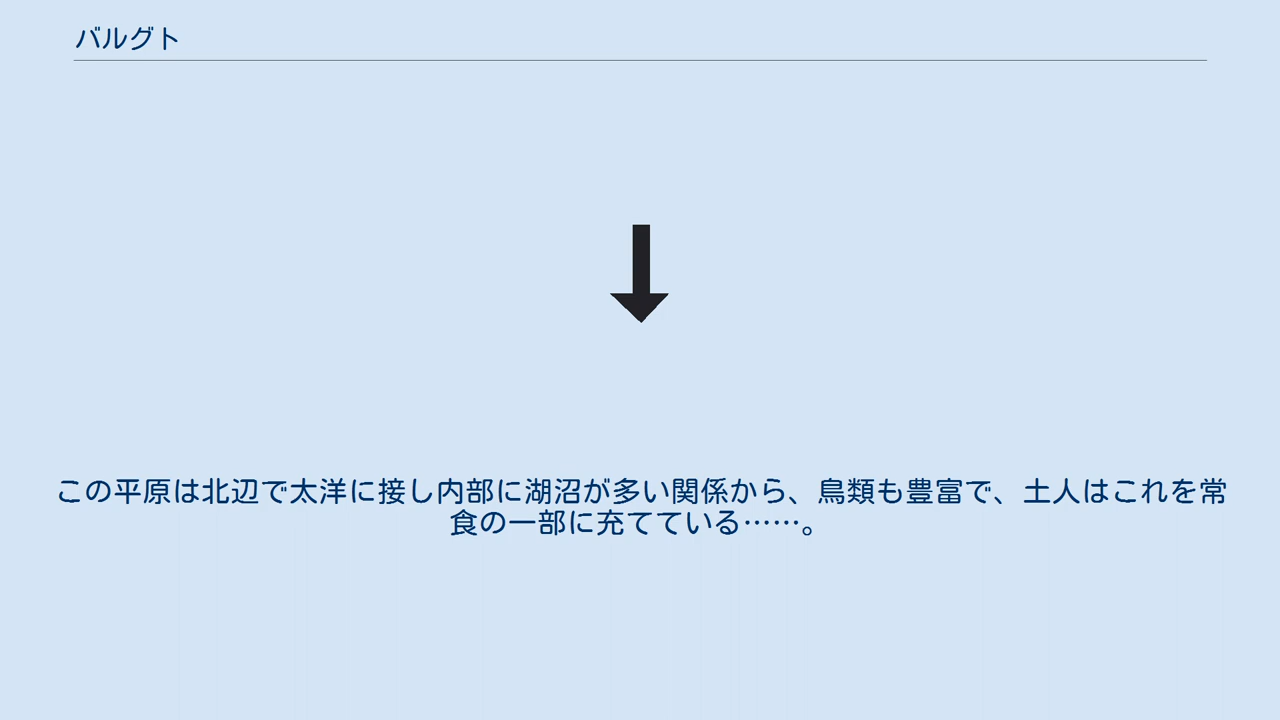 バルグト
この平原は北辺で太洋に接し内部に湖沼が多い関係から、鳥類も豊富で、土人はこれを常
食の一部に充てている……。